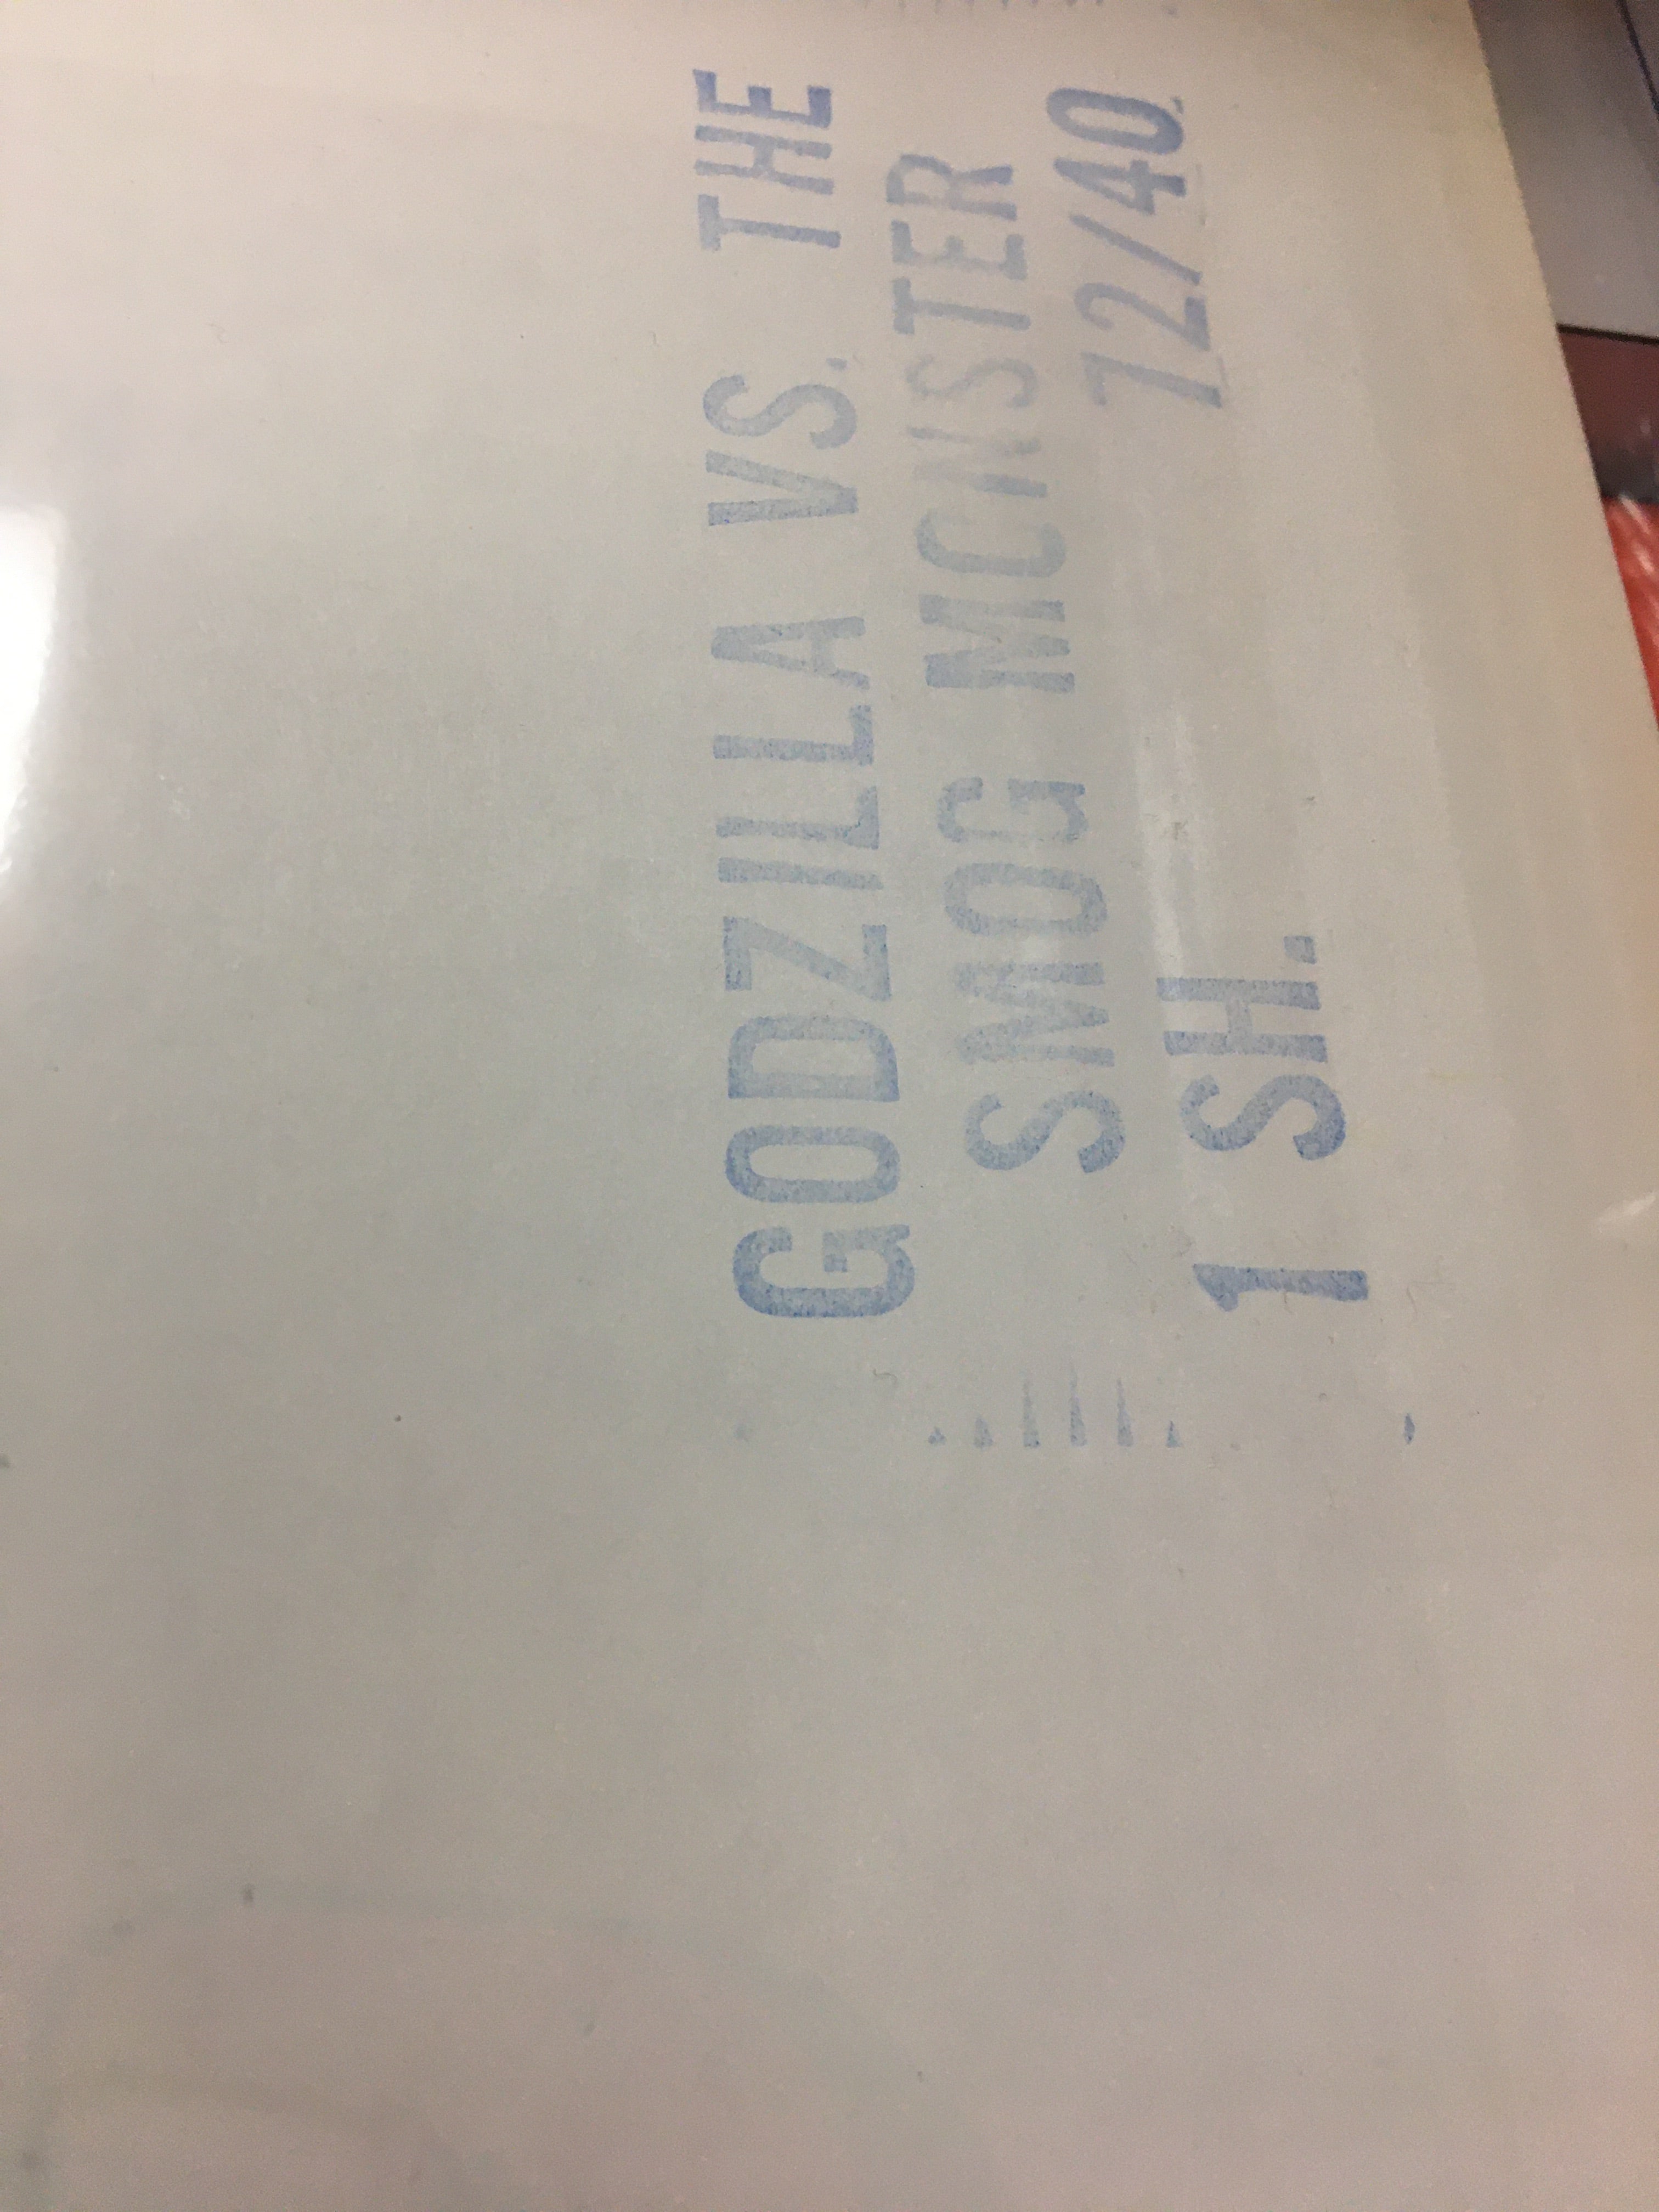 GODZILLA VS. THE
SMOG MONSTER
1 SH. 72/40